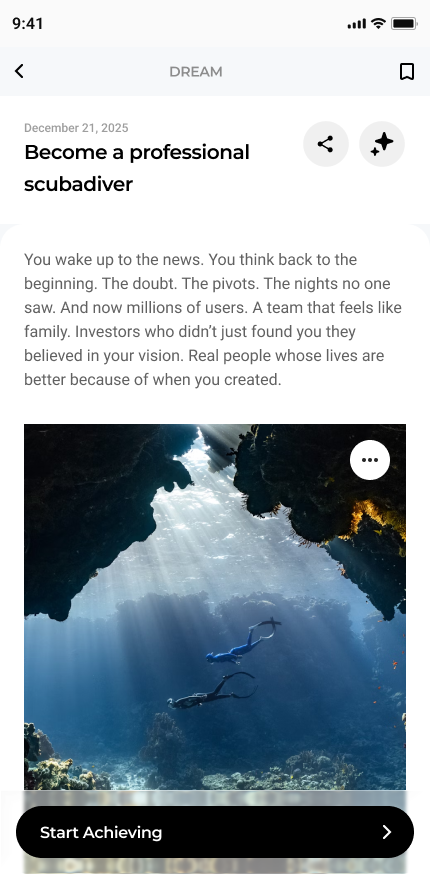 9:41
DREAM
December 21, 2025
Become a professional
scubadiver
You wake up to the news. You think back to the
beginning. The doubt. The pivots. The nights no one
saw. And now millions of users. A team that feels like
family. Investors who didn’t just found you they
believed in your vision. Real people whose lives are
better because of when you created.
Start Achieving